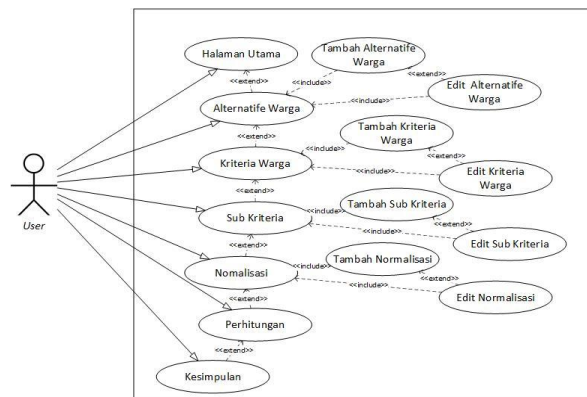 Halaman Utama
<<extend>>
Tambah Alternatife
Warga
<<include>>
<<extend>>
Edit Alternatife
Warga
<<include>>
Alternatife Warga
<<extend>>
Tambah Kriteria
Warga
<<include>>
<<extend>>
Kriteria Warga
<<include>>
Edit Kriteria
Warga
<<extend>>
Tambah Sub Kriteria
<<include>>
<<extend>>
Sub Kriteria
<<include>>
Edit Sub Kriteria
User
<<extend>>
Tambah Normalisasi
<<include>>
<<extend>>
Nomalisasi
<<include>>
Edit Normalisasi
<<extend>>
Perhitungan
<<extend>>
Kesimpulan